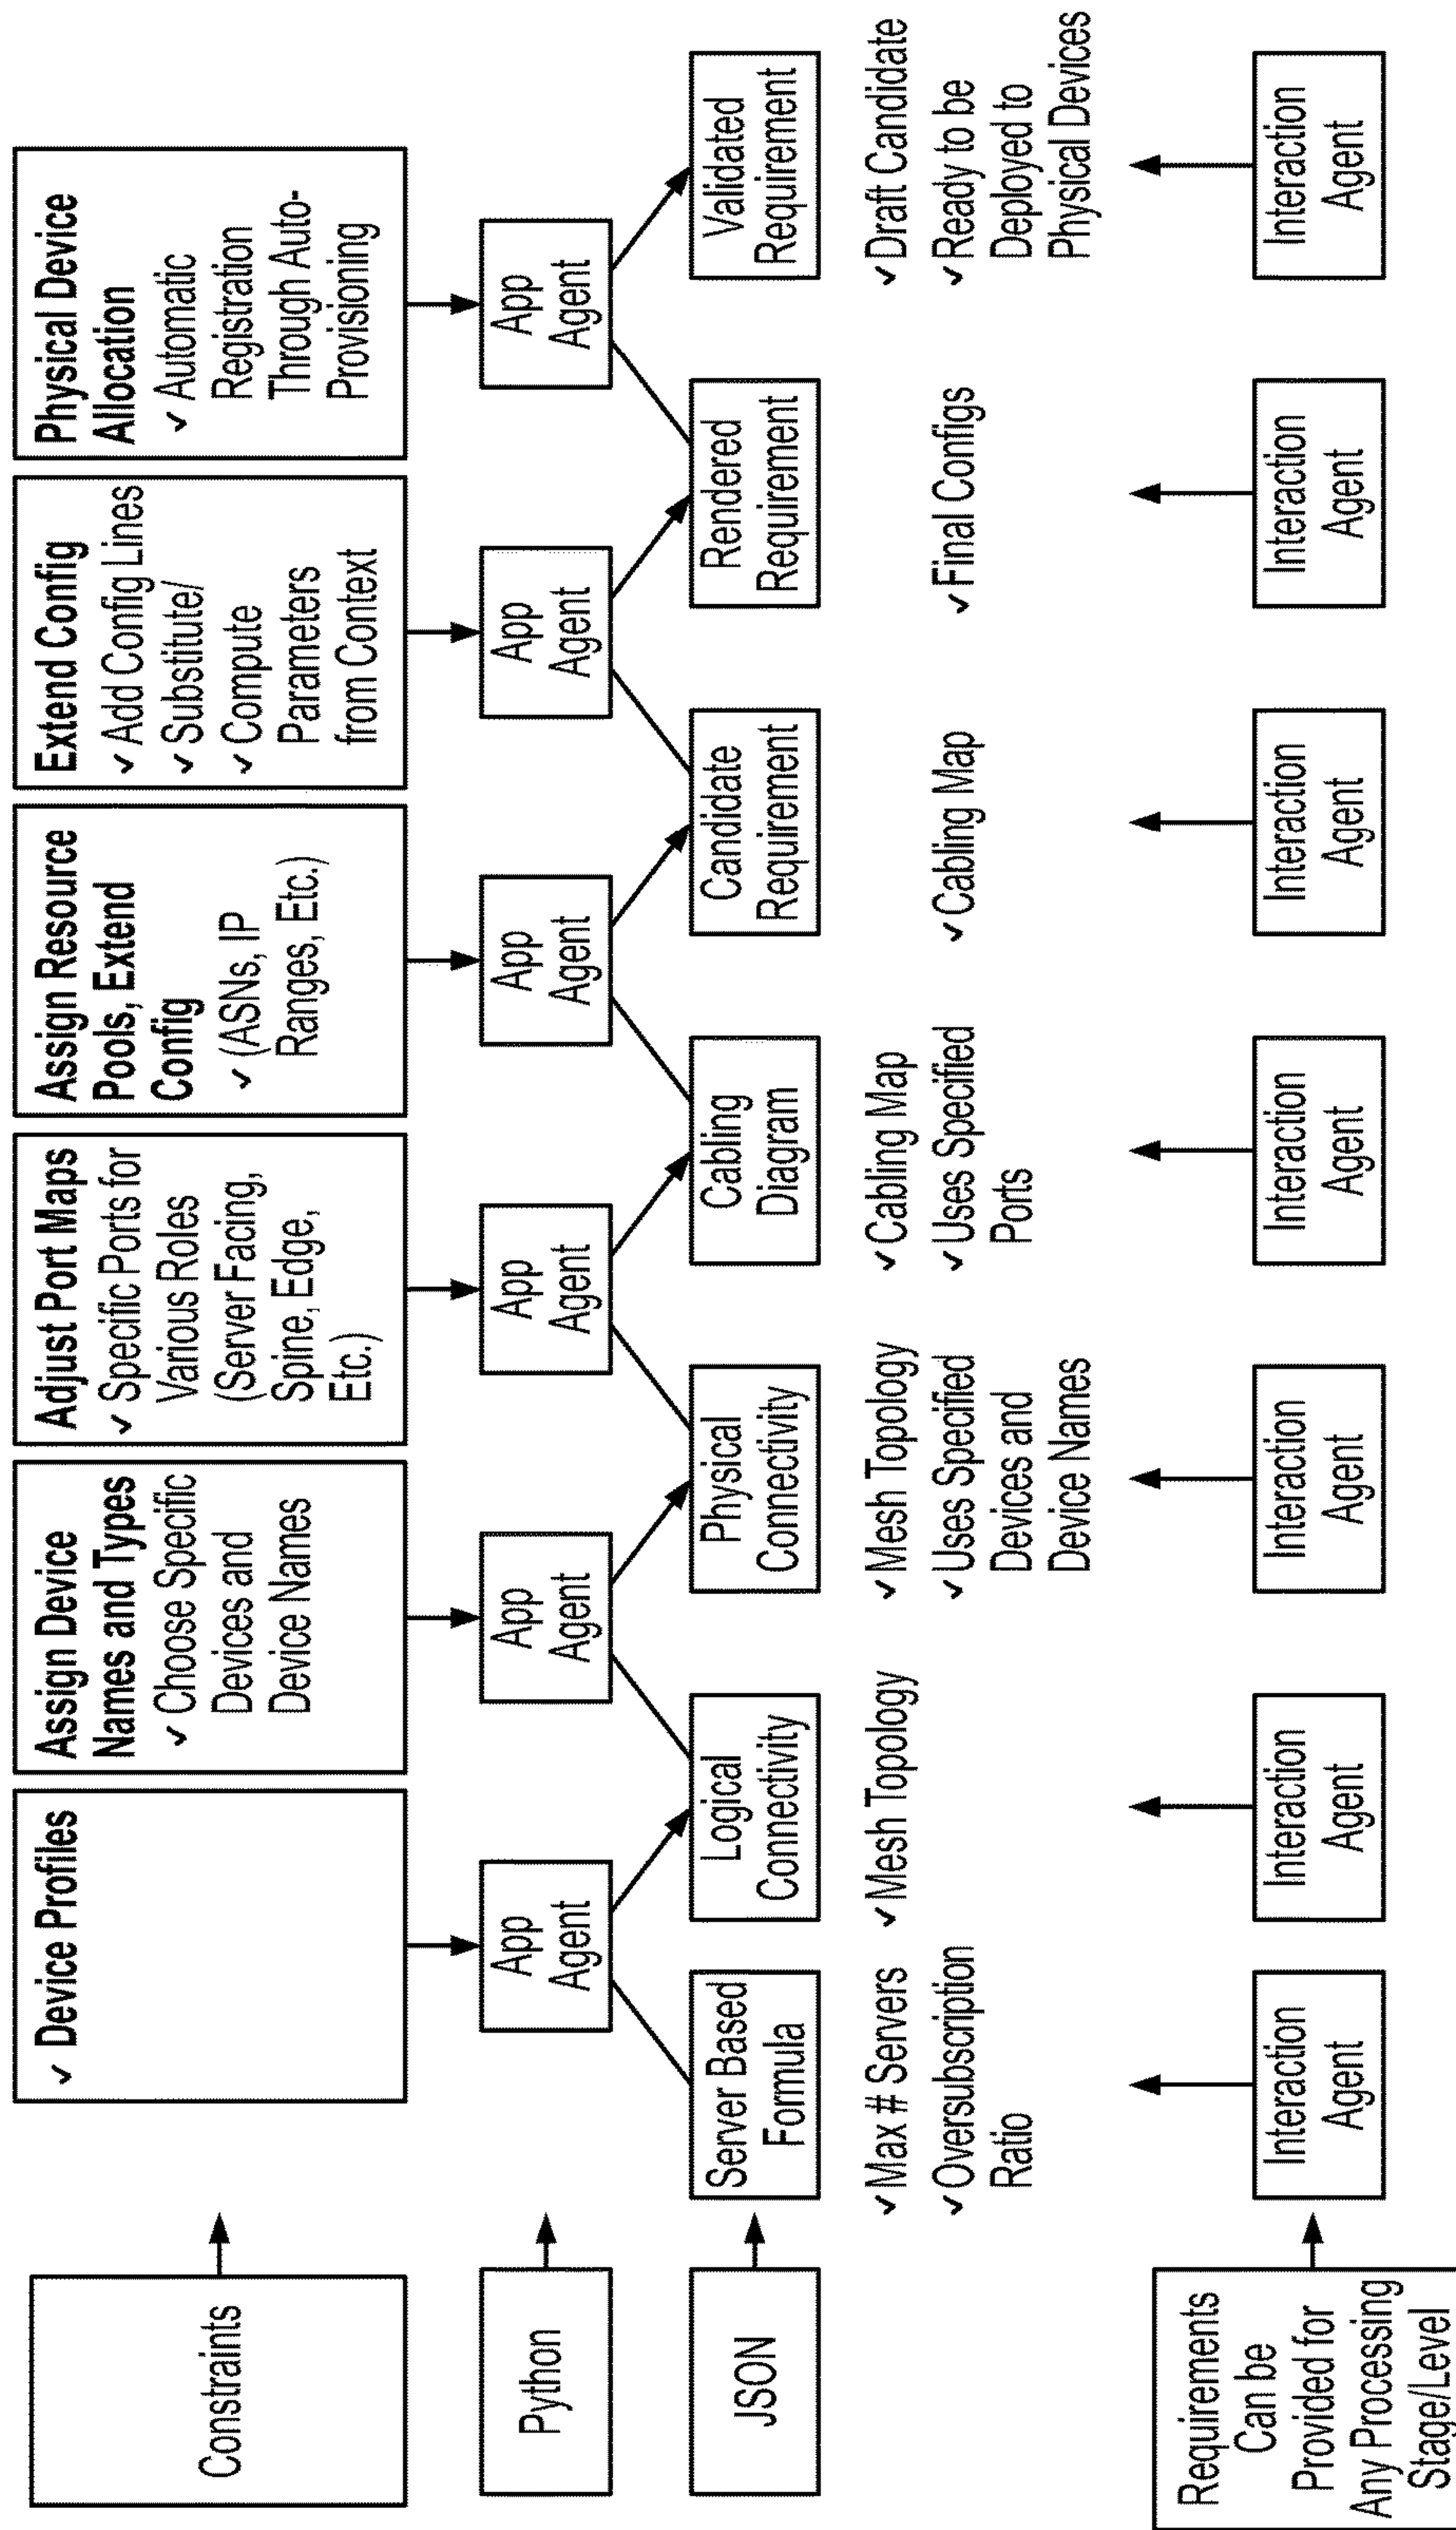 Constraints
✓ Device Profiles
Assign Device
Names and Types
✓ Choose Specific
Devices and
Device Names
Adjust Port Maps
✓ Specific Ports for
Various Roles
(Server Facing,
Spine, Edge,
Etc.)
Assign Resource
Pools, Extend
Config
✓ (ASNs, IP
Ranges, Etc.)
Extend Config
✓ Add Config Lines
✓ Substitute/
✓ Compute
Parameters
from Context
Physical Device
Allocation
✓ Automatic
Registration
Through Auto-
Provisioning
Python
App
Agent
App
Agent
App
Agent
App
Agent
App
Agent
App
Agent
JSON
Server Based
Formula
Logical
Connectivity
Physical
Connectivity
Cabling
Diagram
Candidate
Requirement
Rendered
Requirement
Validated
Requirement
✓ Max # Servers
✓ Oversubscription
Ratio
✓ Mesh Topology
✓ Mesh Topology
✓ Uses Specified
Devices and
Device Names
✓ Cabling Map
✓ Uses Specified
Ports
✓ Cabling Map
✓ Final Configs
✓ Draft Candidate
✓ Ready to be
Deployed to
Physical Devices
Requirements
Can be
Provided for
Any Processing
Stage/Level
Interaction
Agent
Interaction
Agent
Interaction
Agent
Interaction
Agent
Interaction
Agent
Interaction
Agent
Interaction
Agent